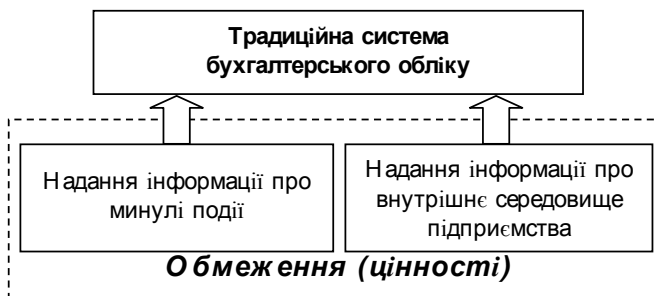 Традиційна система
бухгалтерського обліку
Надання інформації про
минулі події
Надання інформації про
внутрішнє середовище
підприємства
Обмеження (цінності)